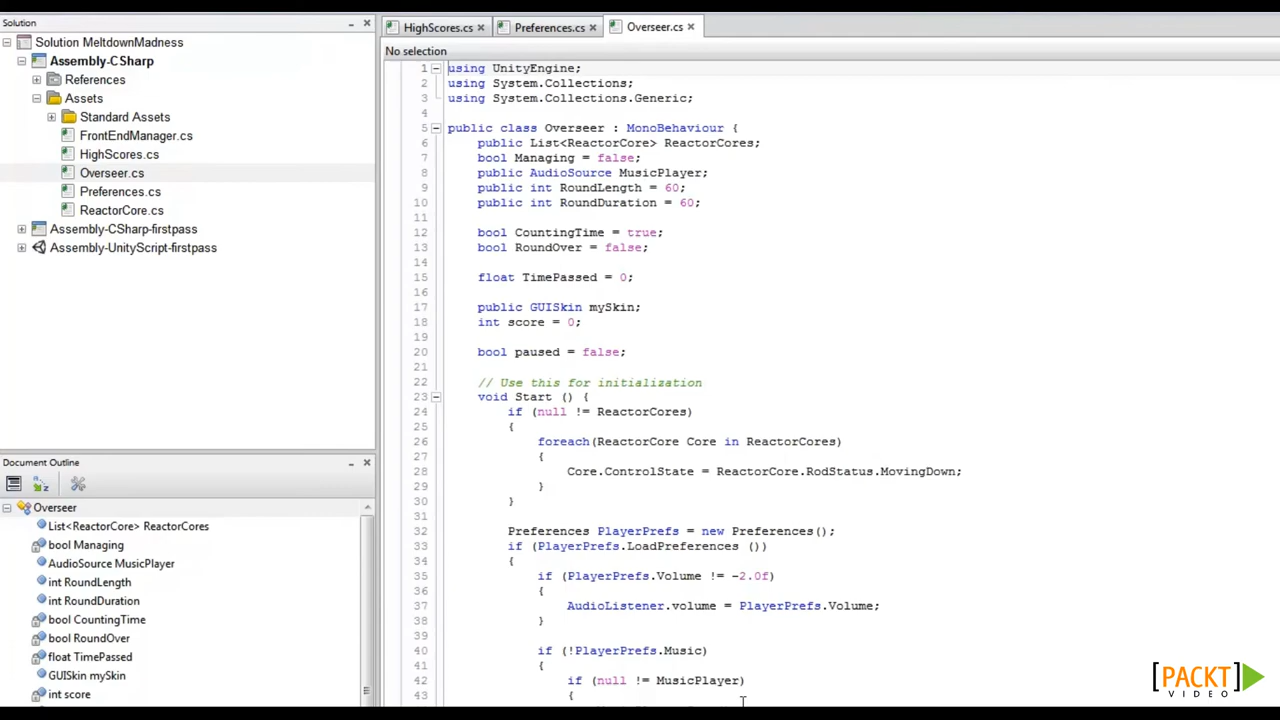 Solution
Solution MeltdownMadness
Assembly-CSharp
References
Assets
Standard Assets
FrontEndManager.cs
HighScores.cs
Overseer.cs
Preferences.cs
ReactorCore.cs
Assembly-CSharp-firstpass
Assembly-UnityScript-firstpass
Document Outline
Overseer
List<ReactorCore> ReactorCores
bool Managing
AudioSource MusicPlayer
int RoundLength
int RoundDuration
bool CountingTime
bool RoundOver
float TimePassed
GUISkin mySkin
int score
HighScores.cs Preferences.cs Overseer.cs
No selection
1 using UnityEngine;
2 using System.Collections;
3 using System.Collections.Generic;
4
5 public class Overseer : MonoBehaviour {
6 public List<ReactorCore> ReactorCores;
7 bool Managing = false;
8 public AudioSource MusicPlayer;
9 public int RoundLength = 60;
10 public int RoundDuration = 60;
11
12 bool CountingTime = true;
13 bool RoundOver = false;
14
15 float TimePassed = 0;
16
17 public GUISkin mySkin;
18 int score = 0;
19
20 bool paused = false;
21
22 // Use this for initialization
23 void Start () {
24 if (null != ReactorCores)
25 {
26 foreach(ReactorCore Core in ReactorCores)
27 {
28 Core.ControlState = ReactorCore.RodStatus.MovingDown;
29 }
30 }
31
32 Preferences PlayerPrefs = new Preferences();
33 if (PlayerPrefs.LoadPreferences ())
34 {
35 if (PlayerPrefs.Volume != -2.0f)
36 {
37 AudioListener.volume = PlayerPrefs.Volume;
38 }
39
40 if (!PlayerPrefs.Music)
41 {
42 if (null != MusicPlayer)
43 {
[PACKT]
VIDEO